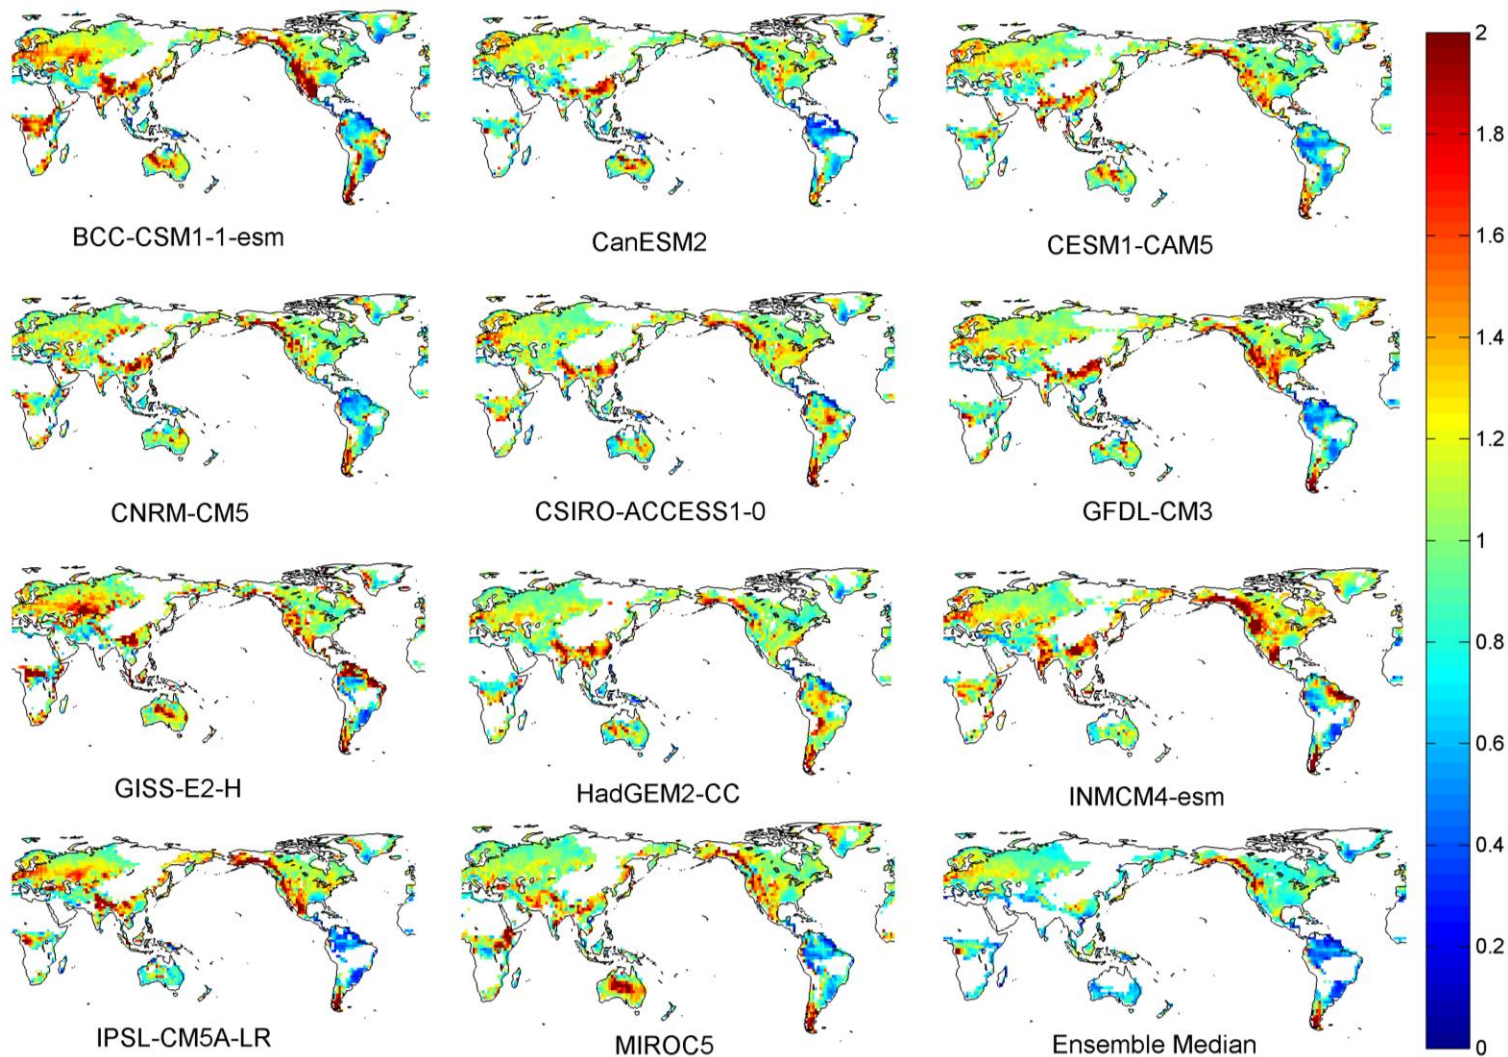 BCC-CSM1-1-esm
CanESM2
CESM1-CAM5
CNRM-CM5
CSIRO-ACCESS1-0
GFDL-CM3
GISS-E2-H
HadGEM2-CC
INMCM4-esm
IPSL-CM5A-LR
MIROC5
Ensemble Median
2
1.8
1.6
1.4
1.2
1
0.8
0.6
0.4
0.2
0